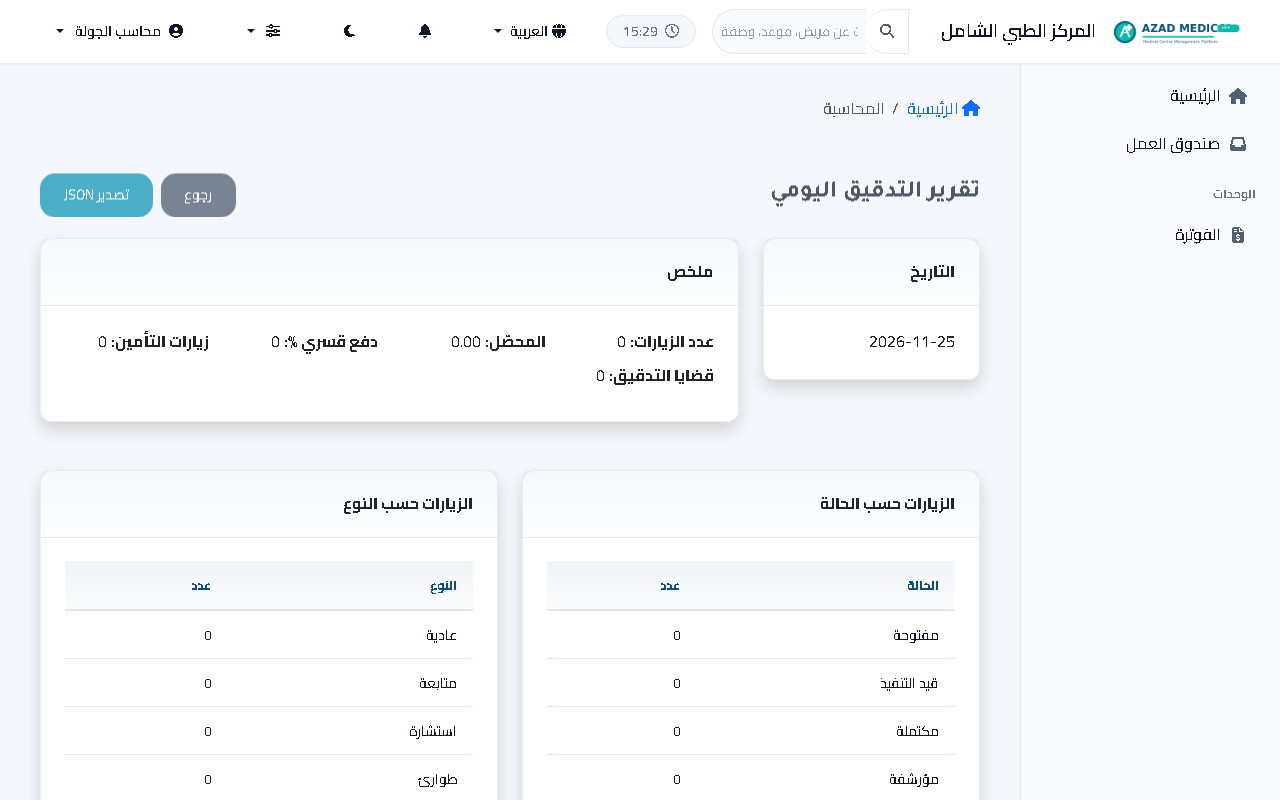 AZAD MEDIC
Medical Centre Management Platform
المركز الطبي الشامل
عن مريض، موعد، وصفة
15:29
العربية
محاسب الجولة
الرئيسية
صندوق العمل
الوحدات
الفوترة
الرئيسية / المحاسبة
تقرير التدقيق اليومي
رجوع
تصدير JSON
التاريخ
2026-11-25
ملخص
عدد الزيارات: 0
المحصّل: 0.00
دفع قسري %: 0
زيارات التأمين: 0
قضايا التدقيق: 0
الزيارات حسب الحالة
الحالة عدد
مفتوحة 0
قيد التنفيذ 0
مكتملة 0
مؤرشفة 0
الزيارات حسب النوع
النوع عدد
عادية 0
متابعة 0
استشارة 0
طوارئ 0